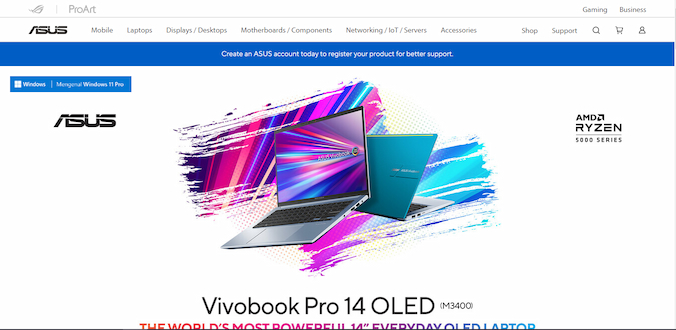 ProArt
Gaming Business
ASUS Mobile Laptops Displays / Desktops Motherboards / Components Networking / IoT / Servers Accessories Shop Support
Create an ASUS account today to register your product for better support.
Windows Mengenal Windows 11 Pro
ASUS
AMD
RYZEN
5000 SERIES
ASUS Vivobook
Vivobook Pro 14 OLED (M3400)
THE WORLD'S MOST POWERFUL 14" EVERYDAY OLED LAPTOP